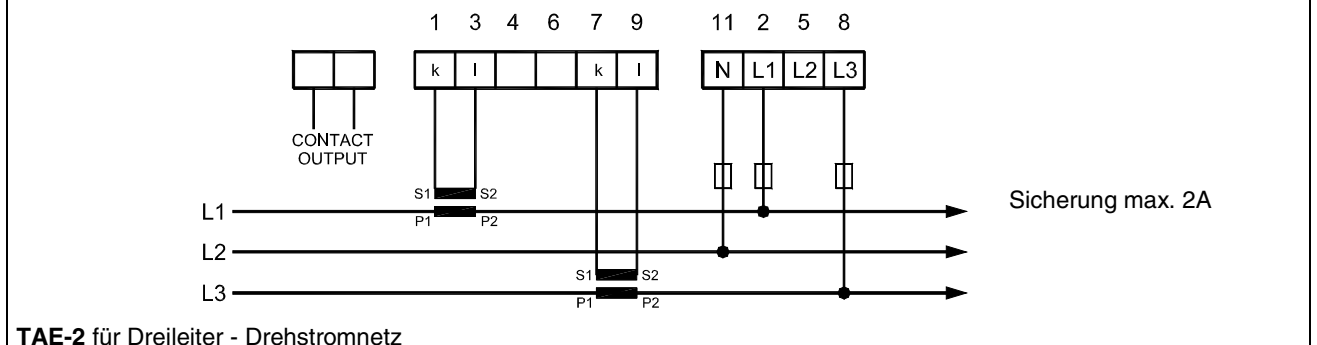 1 3 4 6 7 9 11 2 5 8
k l k l N L1 L2 L3
CONTACT
OUTPUT
S1 S2
L1 P1 P2 Sicherung max. 2A
L2
S1 S2
L3 P1 P2
TAE-2 für Dreileiter - Drehstromnetz